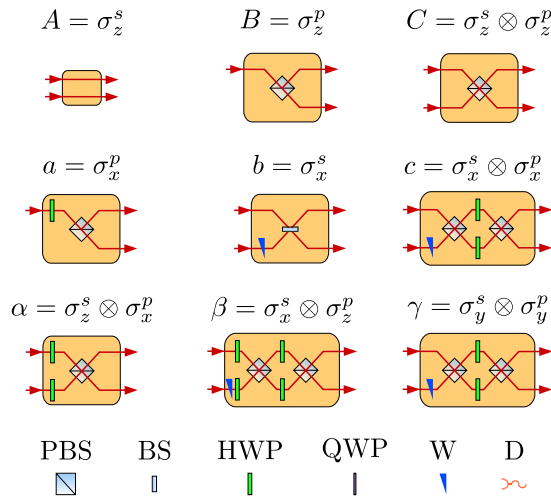 A = σ_z^s B = σ_z^p C = σ_z^s ⊗ σ_z^p
a = σ_x^p b = σ_x^s c = σ_x^s ⊗ σ_x^p
α = σ_z^s ⊗ σ_x^p β = σ_x^s ⊗ σ_z^p γ = σ_y^s ⊗ σ_y^p
PBS BS HWP QWP W D